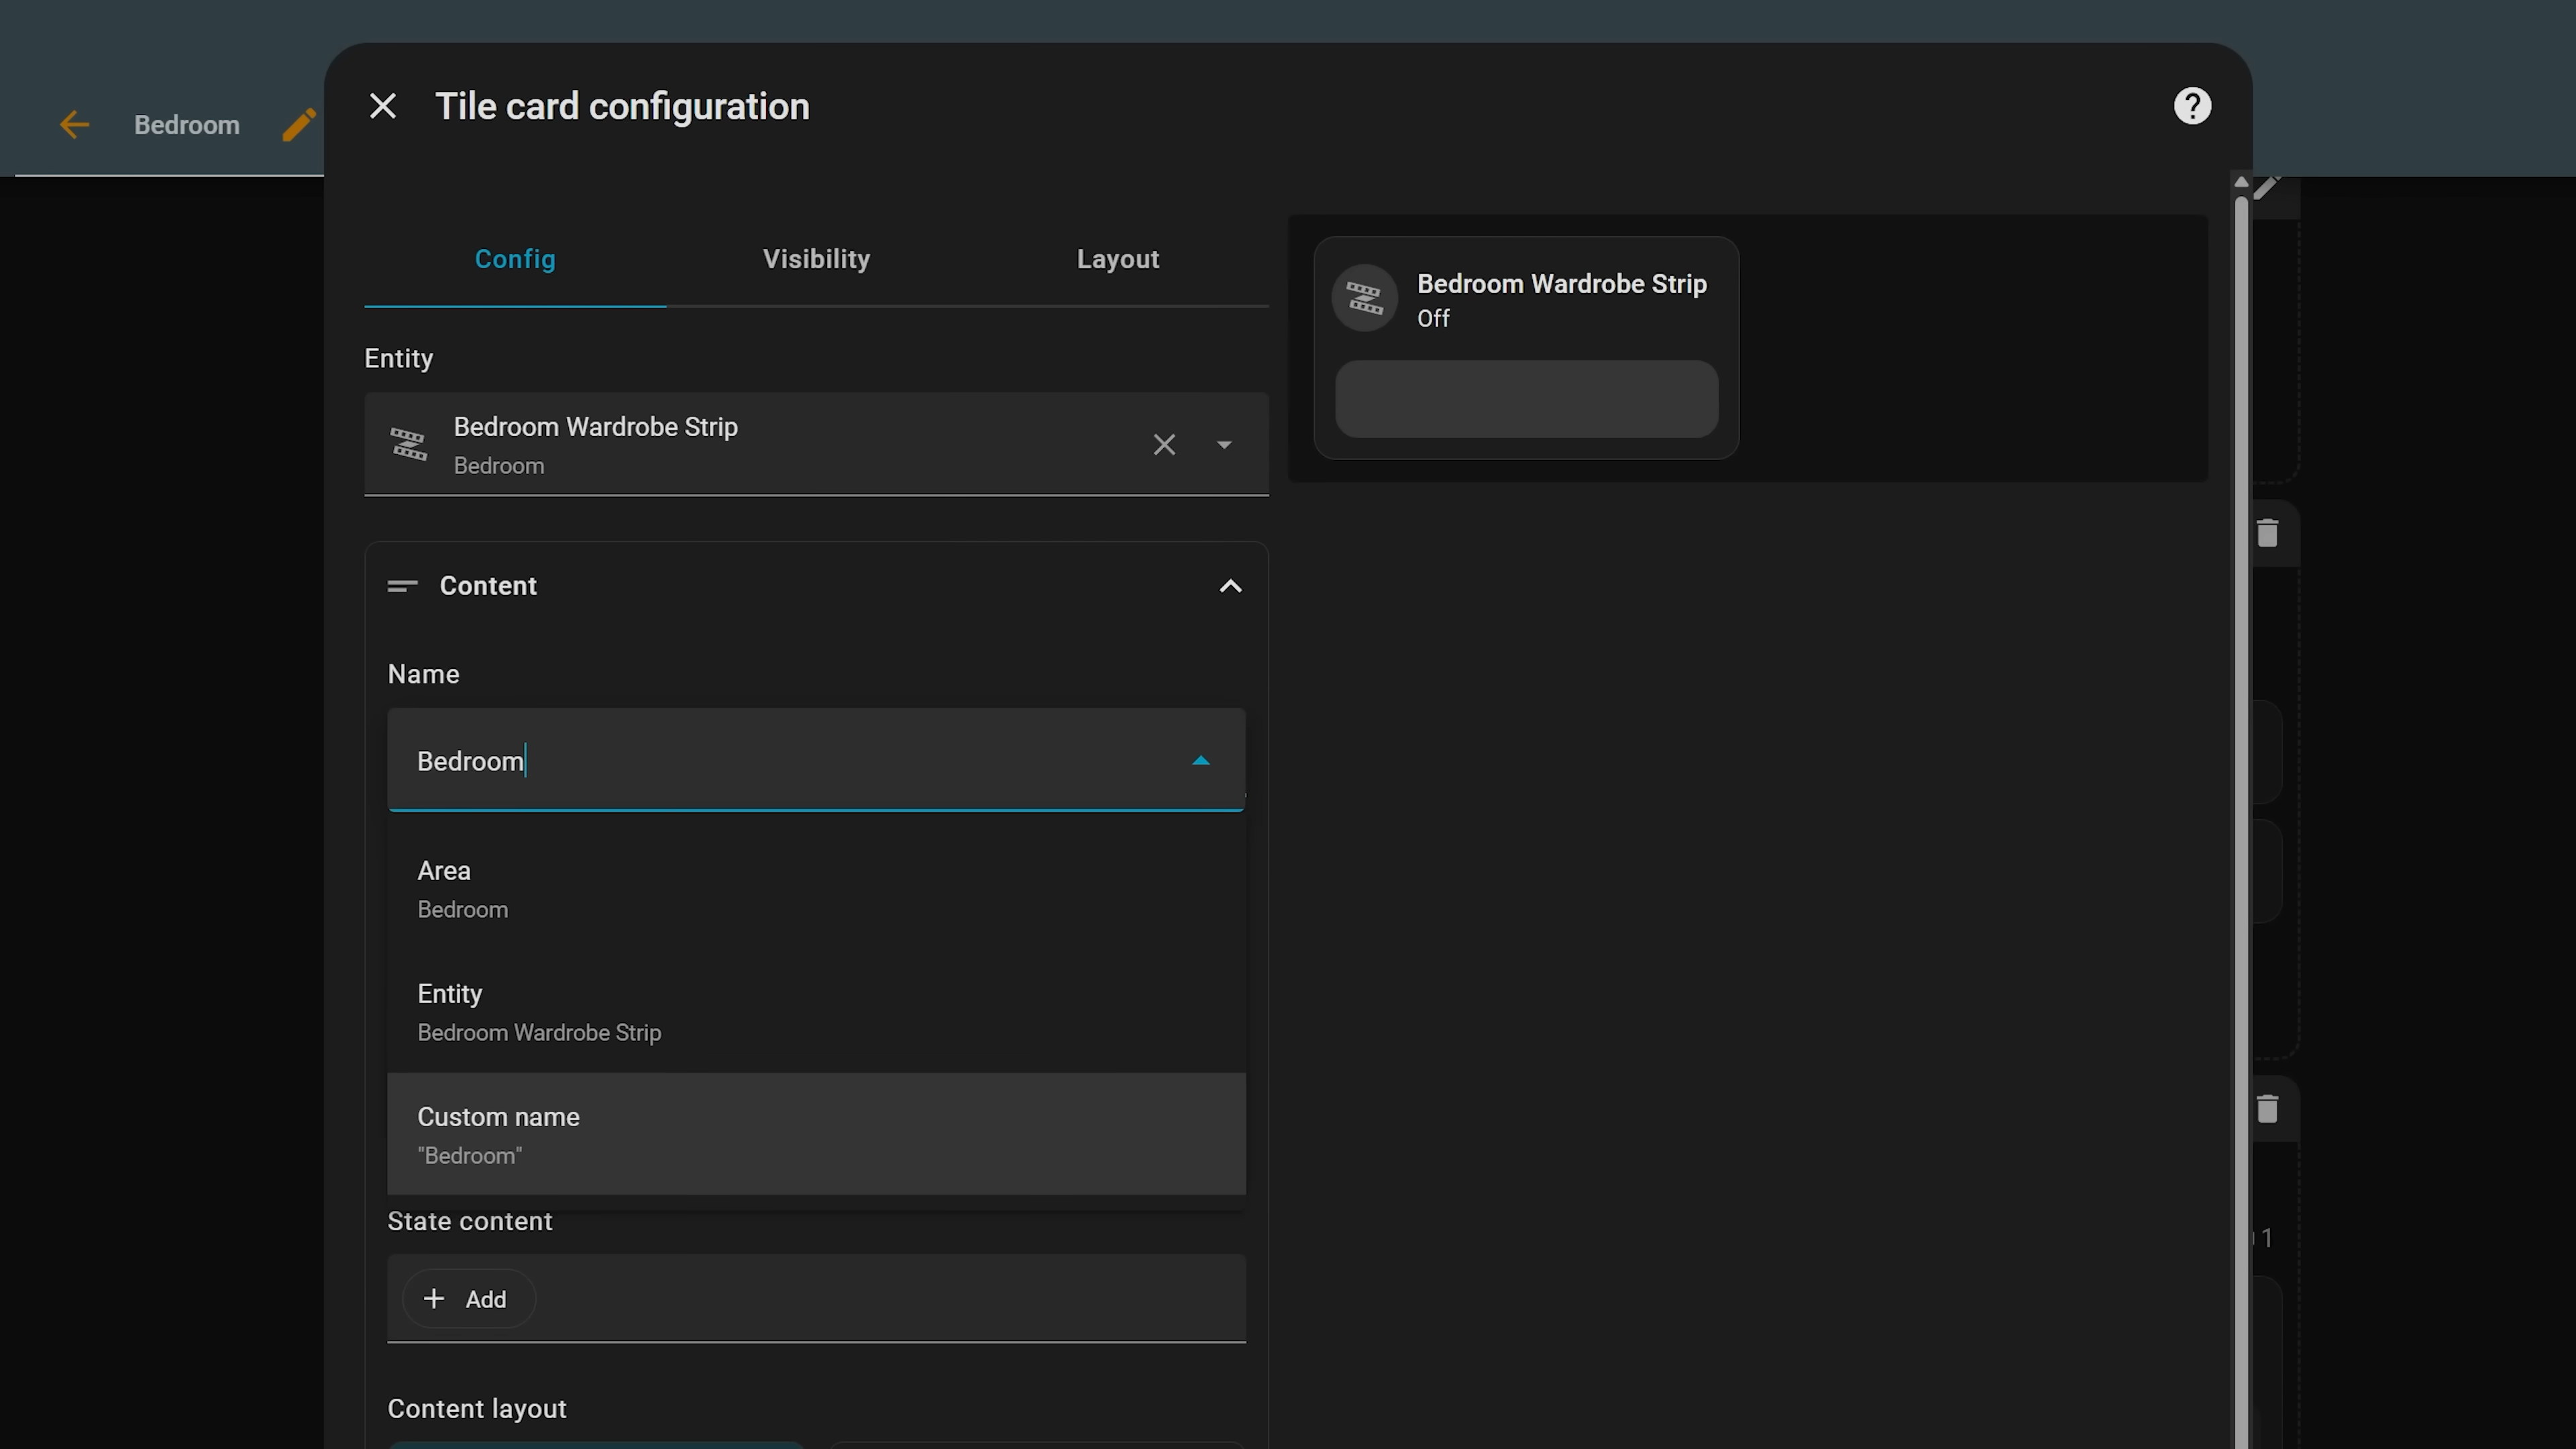 Bedroom
Tile card configuration
Config
Visibility
Layout
Entity
Bedroom Wardrobe Strip
Bedroom
Bedroom Wardrobe Strip
Off
Content
Name
Bedroom
Area
Bedroom
Entity
Bedroom Wardrobe Strip
Custom name
"Bedroom"
State content
Add
1
Content layout